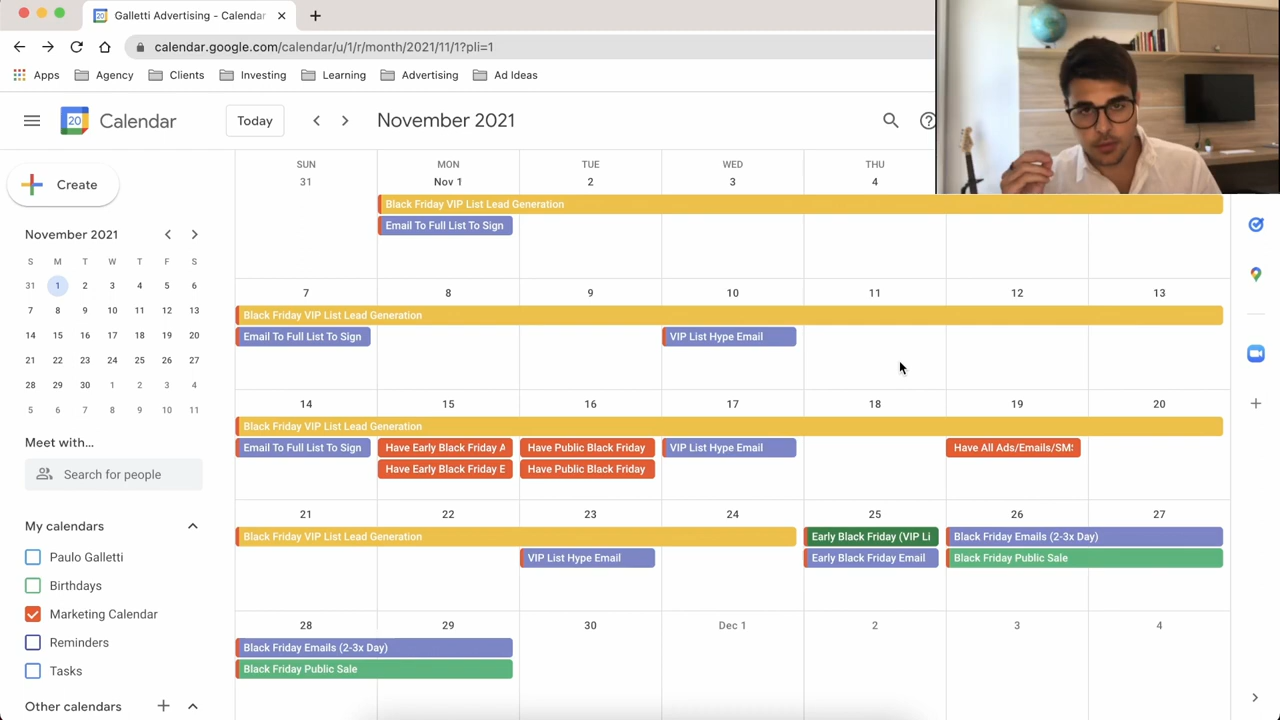 Galletti Advertising - Calendar
calendar.google.com/calendar/u/1/r/month/2021/11/1?pli=1
Apps Agency Clients Investing Learning Advertising Ad Ideas
20 Calendar Today November 2021
Create
November 2021
S M T W T F S
31 1 2 3 4 5 6
7 8 9 10 11 12 13
14 15 16 17 18 19 20
21 22 23 24 25 26 27
28 29 30 1 2 3 4
5 6 7 8 9 10 11
Meet with...
Search for people
My calendars
Paulo Galletti
Birthdays
Marketing Calendar
Reminders
Tasks
Other calendars
SUN MON TUE WED THU
31 Nov 1 2 3 4
Black Friday VIP List Lead Generation
Email To Full List To Sign
7 8 9 10 11 12 13
Black Friday VIP List Lead Generation
Email To Full List To Sign VIP List Hype Email
14 15 16 17 18 19 20
Black Friday VIP List Lead Generation
Email To Full List To Sign Have Early Black Friday A Have Public Black Friday VIP List Hype Email Have All Ads/Emails/SMS
Have Early Black Friday E Have Public Black Friday
21 22 23 24 25 26 27
Black Friday VIP List Lead Generation Early Black Friday (VIP Li Black Friday Emails (2-3x Day)
VIP List Hype Email Early Black Friday Email Black Friday Public Sale
28 29 30 Dec 1 2 3 4
Black Friday Emails (2-3x Day)
Black Friday Public Sale